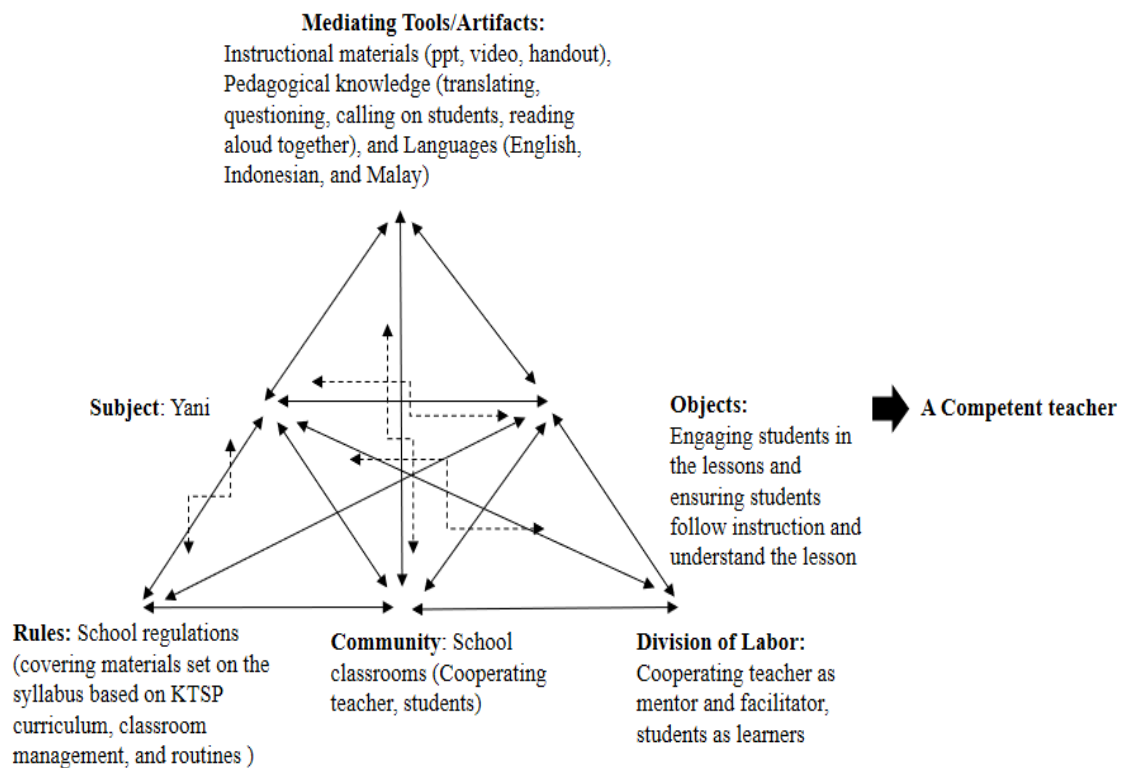 Mediating Tools/Artifacts:
Instructional materials (ppt, video, handout),
Pedagogical knowledge (translating,
questioning, calling on students, reading
aloud together), and Languages (English,
Indonesian, and Malay)
Subject: Yani
Objects:
Engaging students in
the lessons and
ensuring students
follow instruction and
understand the lesson
A Competent teacher
Rules: School regulations
(covering materials set on the
syllabus based on KTSP
curriculum, classroom
management, and routines )
Community: School
classrooms (Cooperating
teacher, students)
Division of Labor:
Cooperating teacher as
mentor and facilitator,
students as learners